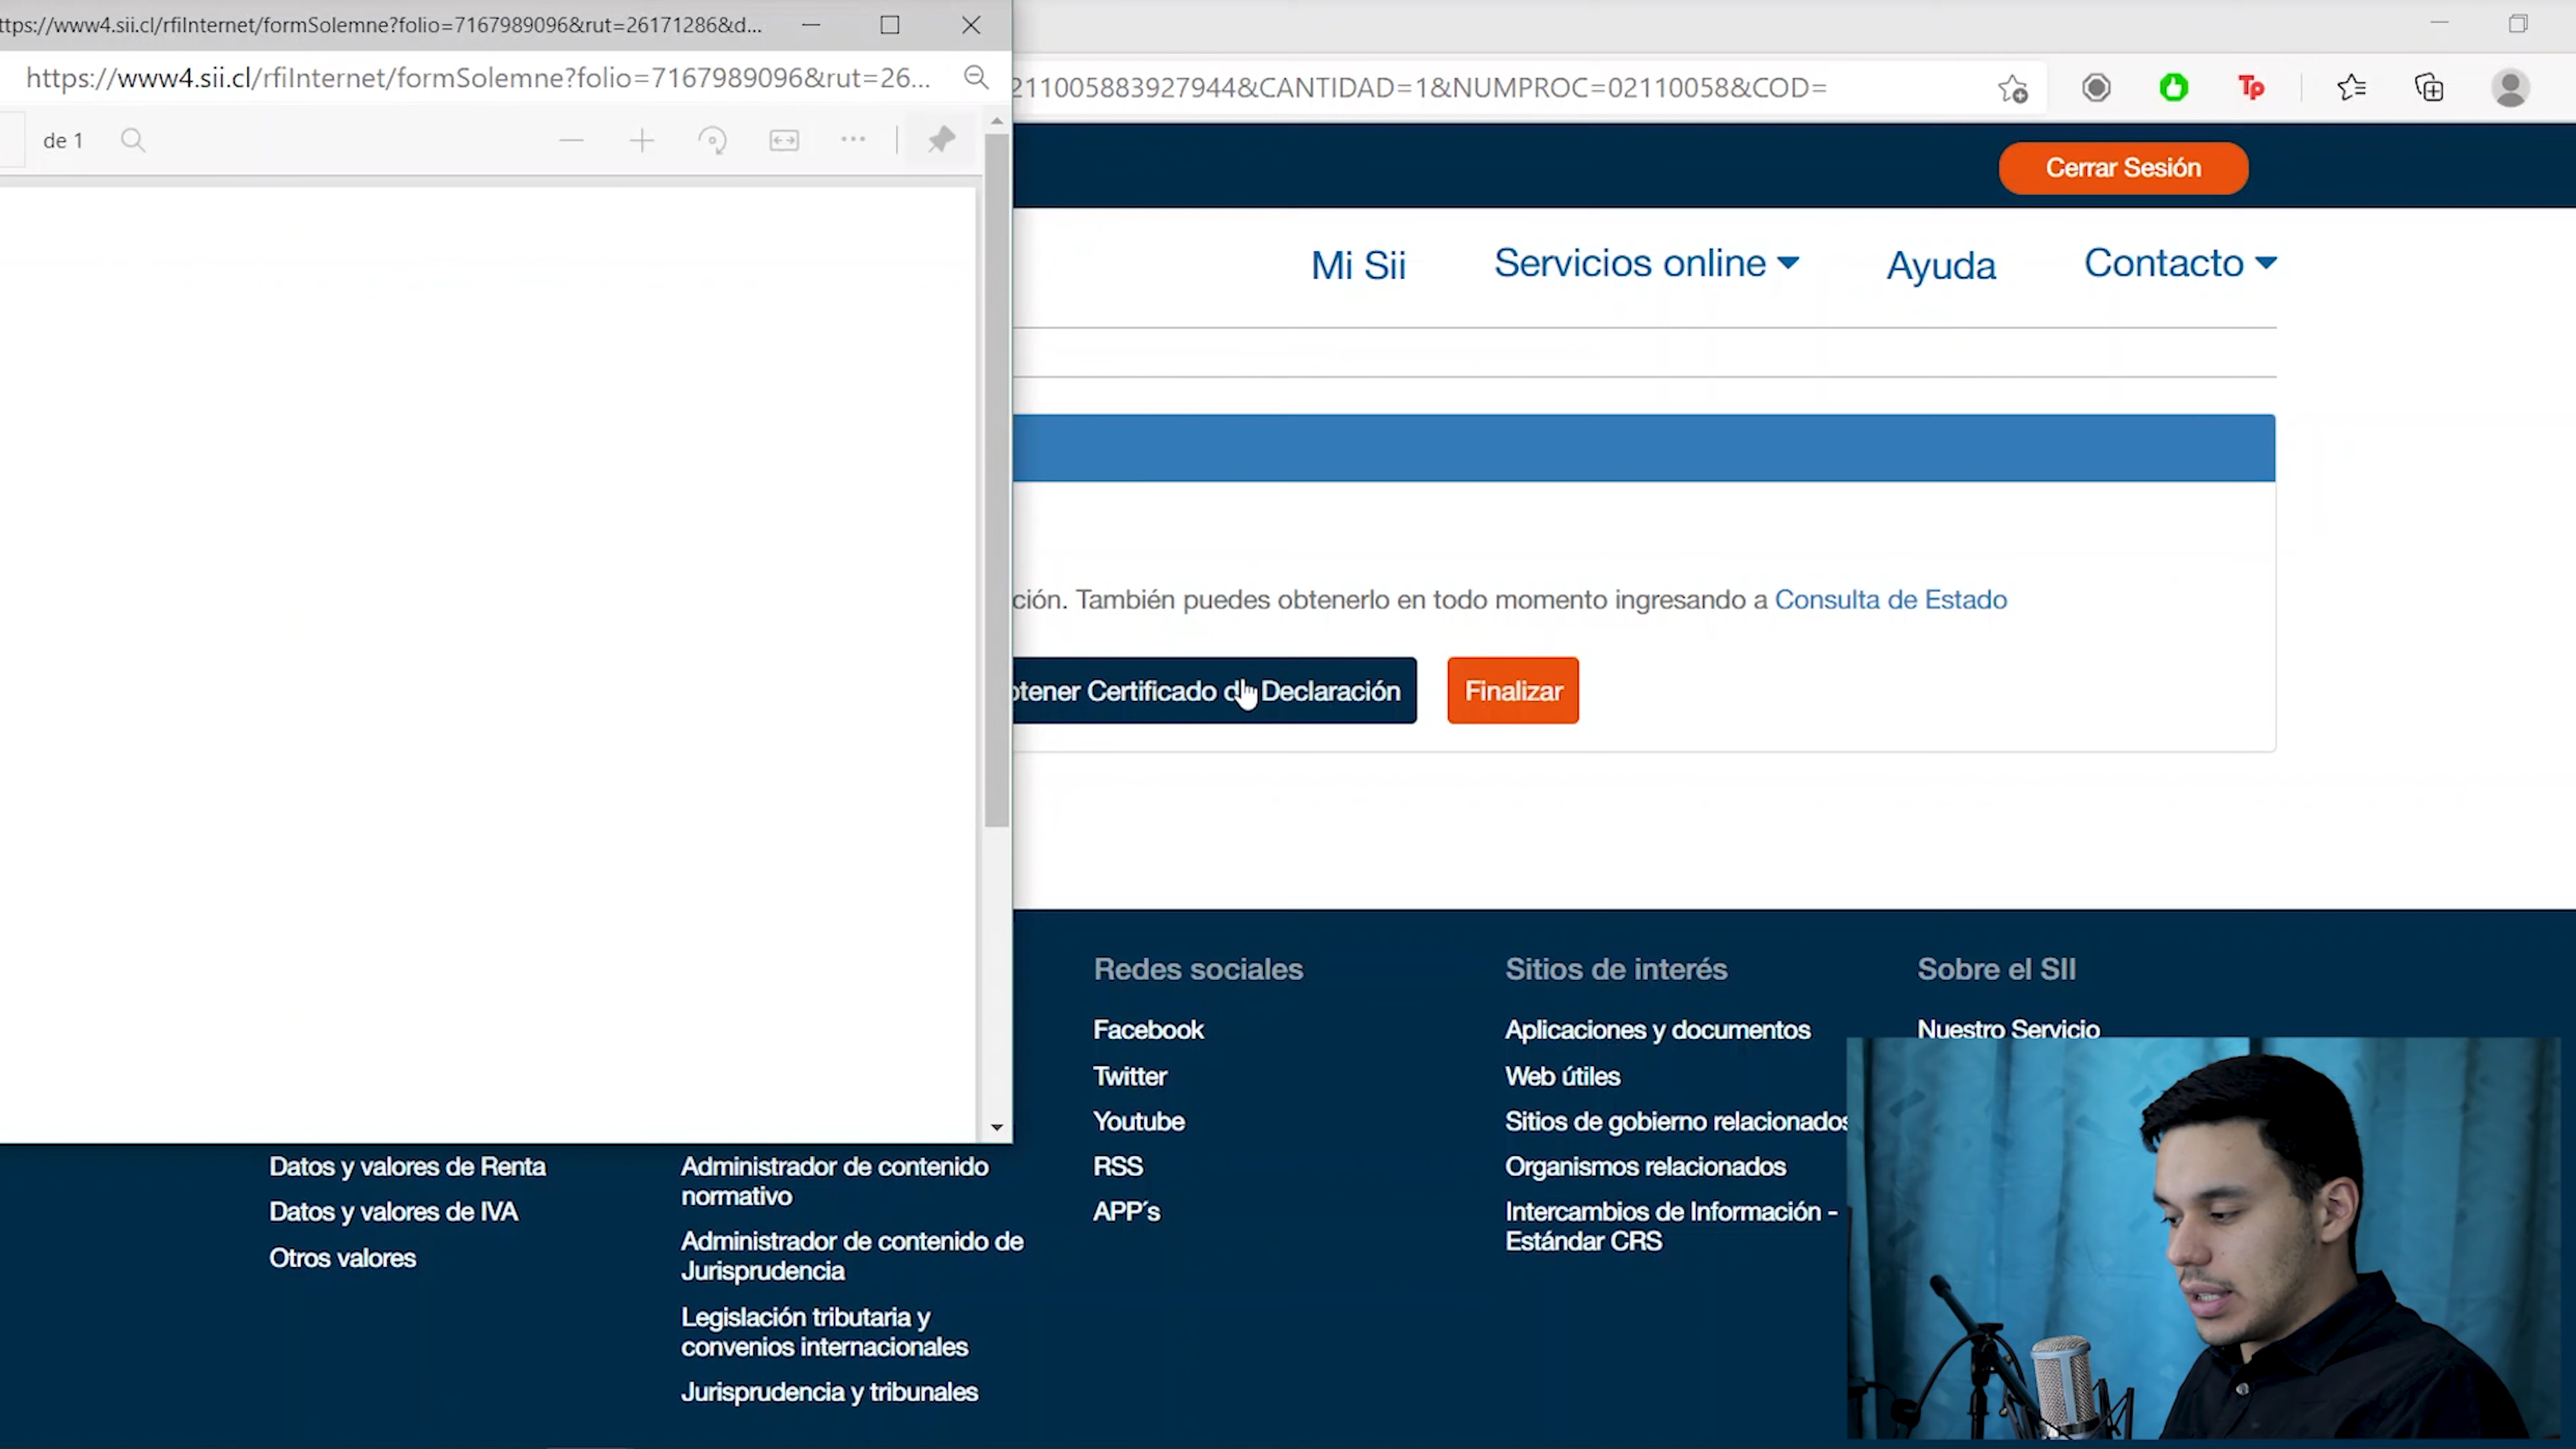 ttps://www4.sii.cl/rfiInternet/formSolemne?folio=7167989096&rut=26171286&d...
https://www4.sii.cl/rfiInternet/formSolemne?folio=7167989096&rut=26...
211005883927944&CANTIDAD=1&NUMPROC=02110058&COD=
Tp
de 1
Cerrar Sesión
Mi Sii
Servicios online
Ayuda
Contacto
ción. También puedes obtenerlo en todo momento ingresando a Consulta de Estado
btener Certificado de Declaración
Finalizar
Datos y valores de Renta
Datos y valores de IVA
Otros valores
Administrador de contenido
normativo
Administrador de contenido de
Jurisprudencia
Legislación tributaria y
convenios internacionales
Jurisprudencia y tribunales
Redes sociales
Facebook
Twitter
Youtube
RSS
APP´s
Sitios de interés
Aplicaciones y documentos
Web útiles
Sitios de gobierno relacionados
Organismos relacionados
Intercambios de Información -
Estándar CRS
Sobre el SII
Nuestro Servicio